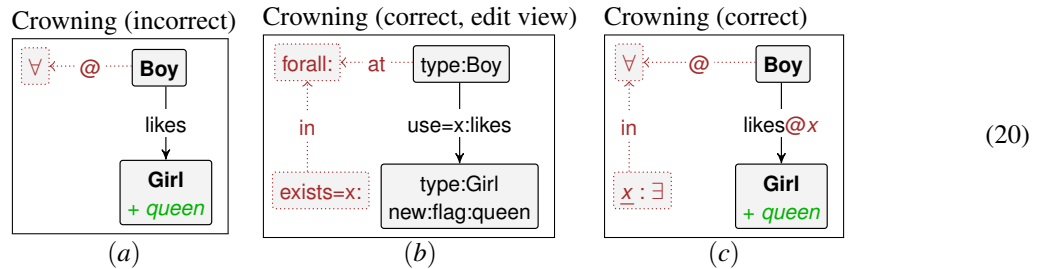 Crowning (incorrect)
∀ @ Boy
likes
Girl
+ queen
(a)
Crowning (correct, edit view)
forall: at type:Boy
in use=x:likes
exists=x: type:Girl
new:flag:queen
(b)
Crowning (correct)
∀ @ Boy
in likes@x
x : ∃ Girl
+ queen
(c)
(20)